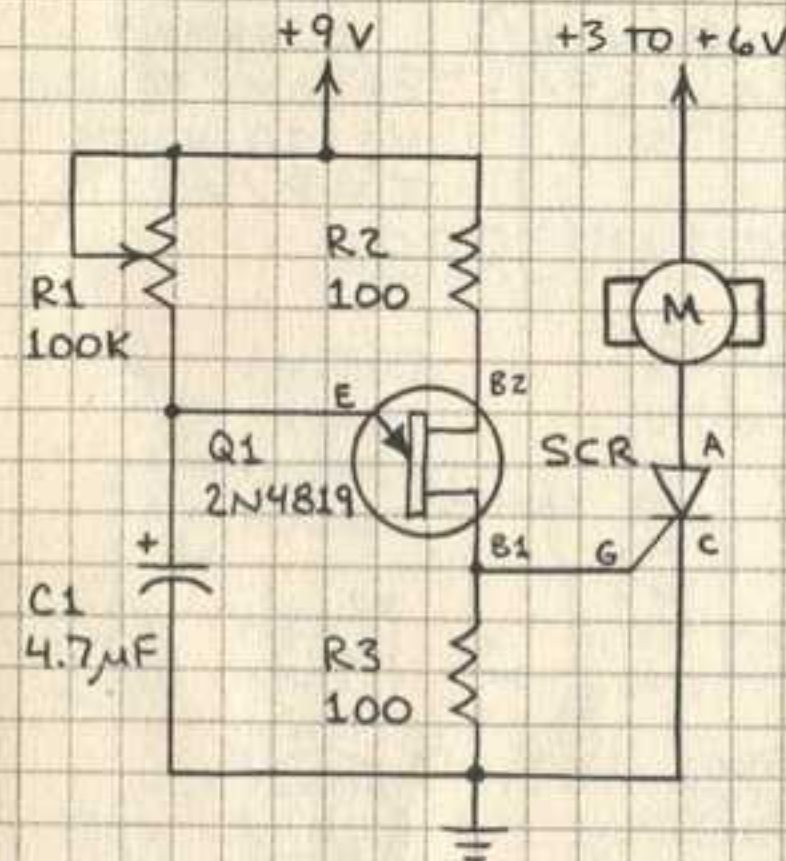 +9V
+3 TO +6V
R1
100K
R2
100
M
E
B2
Q1
2N4819
SCR
A
B1
G
C
+
C1
4.7µF
R3
100